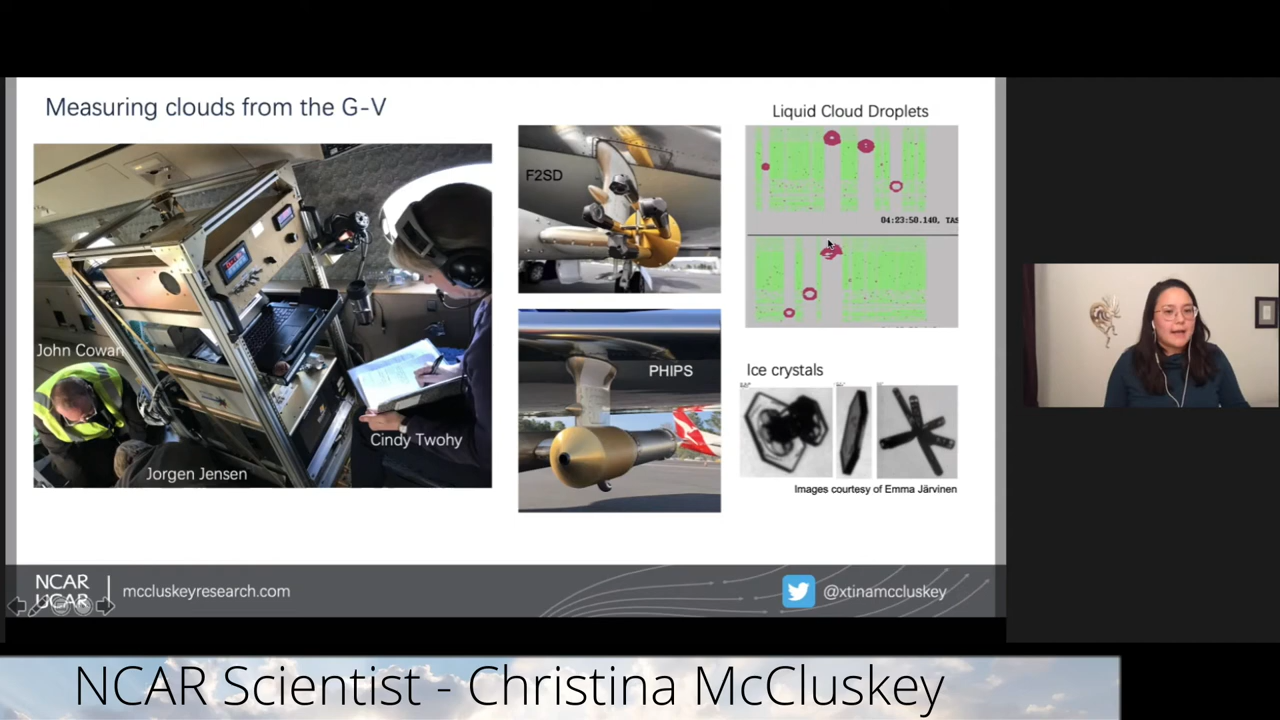 Measuring clouds from the G-V
John Cowan
Jorgen Jensen
Cindy Twohy
F2SD
PHIPS
Liquid Cloud Droplets
04:23:50.140, TAS
Ice crystals
Images courtesy of Emma Järvinen
NCAR
UCAR
mccluskeyresearch.com
@xtinamccluskey
NCAR Scientist - Christina McCluskey